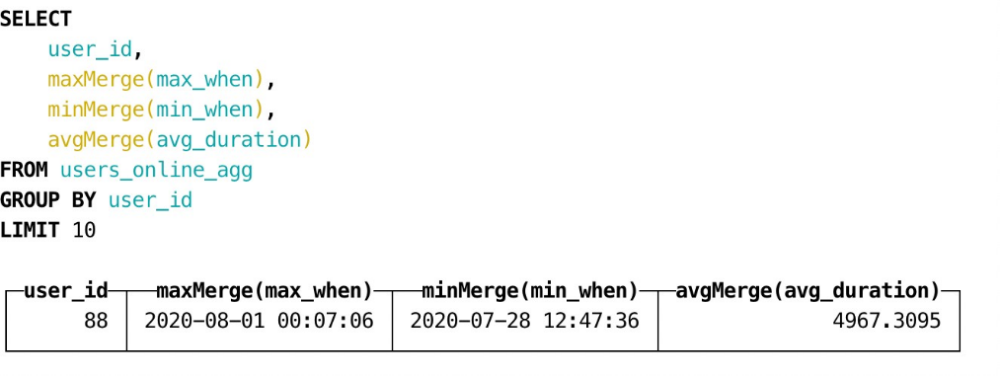 SELECT
user_id,
maxMerge(max_when),
minMerge(min_when),
avgMerge(avg_duration)
FROM users_online_agg
GROUP BY user_id
LIMIT 10
user_id maxMerge(max_when) minMerge(min_when) avgMerge(avg_duration)
88 2020-08-01 00:07:06 2020-07-28 12:47:36 4967.3095